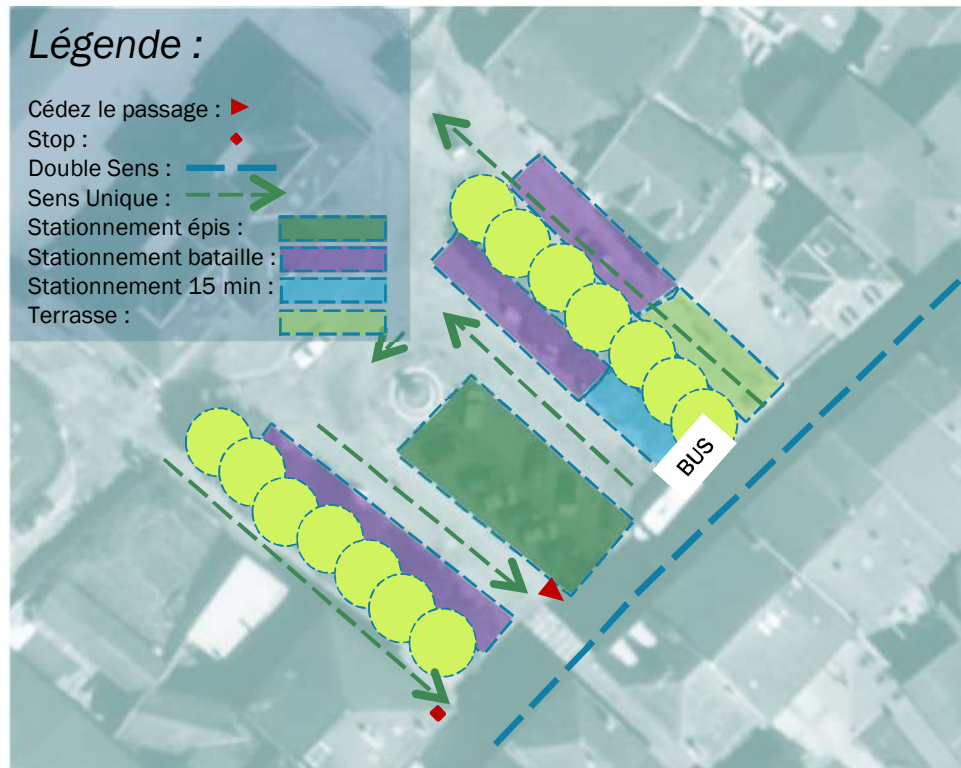 Légende :
Cédez le passage :
Stop :
Double Sens :
Sens Unique :
Stationnement épis :
Stationnement bataille :
Stationnement 15 min :
Terrasse :
BUS